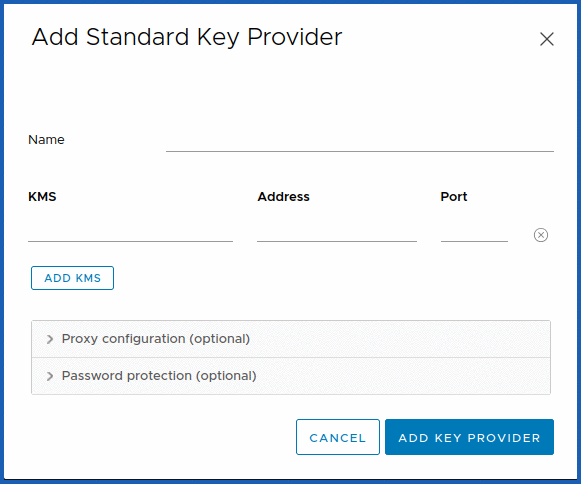 Add Standard Key Provider
Name
KMS Address Port
ADD KMS
Proxy configuration (optional)
Password protection (optional)
CANCEL ADD KEY PROVIDER